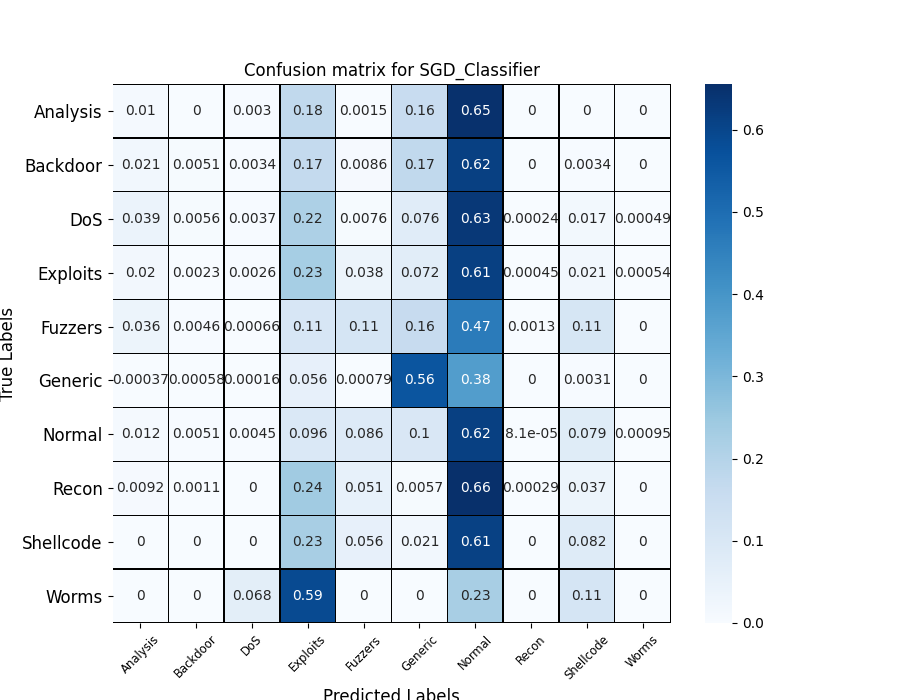 Confusion matrix for SGD_Classifier
Analysis 0.01 0 0.003 0.18 0.0015 0.16 0.65 0 0 0
Backdoor 0.021 0.0051 0.0034 0.17 0.0086 0.17 0.62 0 0.0034 0
DoS 0.039 0.0056 0.0037 0.22 0.0076 0.076 0.63 0.00024 0.017 0.00049
Exploits 0.02 0.0023 0.0026 0.23 0.038 0.072 0.61 0.00045 0.021 0.00054
Fuzzers 0.036 0.0046 0.00066 0.11 0.11 0.16 0.47 0.0013 0.11 0
Generic 0.00037 0.00058 0.00016 0.056 0.00079 0.56 0.38 0 0.0031 0
Normal 0.012 0.0051 0.0045 0.096 0.086 0.1 0.62 8.1e-05 0.079 0.00095
Recon 0.0092 0.0011 0 0.24 0.051 0.0057 0.66 0.00029 0.037 0
Shellcode 0 0 0 0.23 0.056 0.021 0.61 0 0.082 0
Worms 0 0 0.068 0.59 0 0 0.23 0 0.11 0
Analysis Backdoor DoS Exploits Fuzzers Generic Normal Recon Shellcode Worms
Predicted Labels
True Labels
0.6
0.5
0.4
0.3
0.2
0.1
0.0